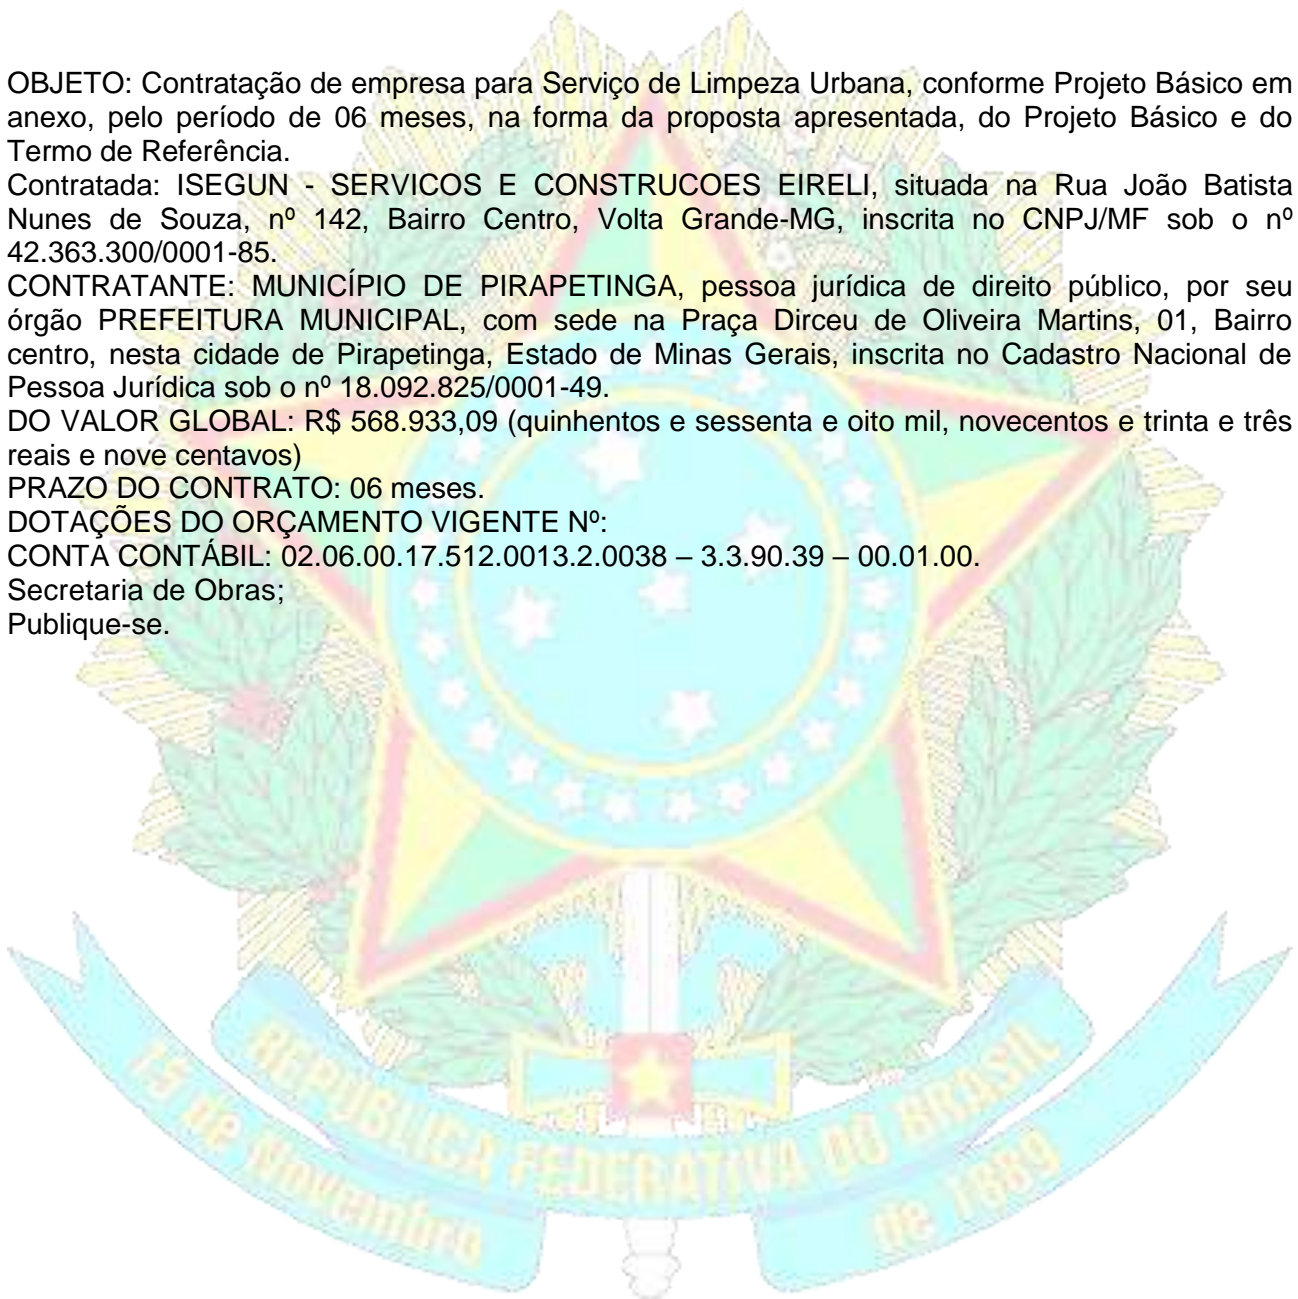 OBJETO: Contratação de empresa para Serviço de Limpeza Urbana, conforme Projeto Básico em
anexo, pelo período de 06 meses, na forma da proposta apresentada, do Projeto Básico e do
Termo de Referência.
Contratada: ISEGUN - SERVICOS E CONSTRUCOES EIRELI, situada na Rua João Batista
Nunes de Souza, nº 142, Bairro Centro, Volta Grande-MG, inscrita no CNPJ/MF sob o nº
42.363.300/0001-85.
CONTRATANTE: MUNICÍPIO DE PIRAPETINGA, pessoa jurídica de direito público, por seu
órgão PREFEITURA MUNICIPAL, com sede na Praça Dirceu de Oliveira Martins, 01, Bairro
centro, nesta cidade de Pirapetinga, Estado de Minas Gerais, inscrita no Cadastro Nacional de
Pessoa Jurídica sob o nº 18.092.825/0001-49.
DO VALOR GLOBAL: R$ 568.933,09 (quinhentos e sessenta e oito mil, novecentos e trinta e três
reais e nove centavos)
PRAZO DO CONTRATO: 06 meses.
DOTAÇÕES DO ORÇAMENTO VIGENTE Nº:
CONTA CONTÁBIL: 02.06.00.17.512.0013.2.0038 – 3.3.90.39 – 00.01.00.
Secretaria de Obras;
Publique-se.
REPÚBLICA FEDERATIVA DO BRASIL
15 de Novembro de 1889